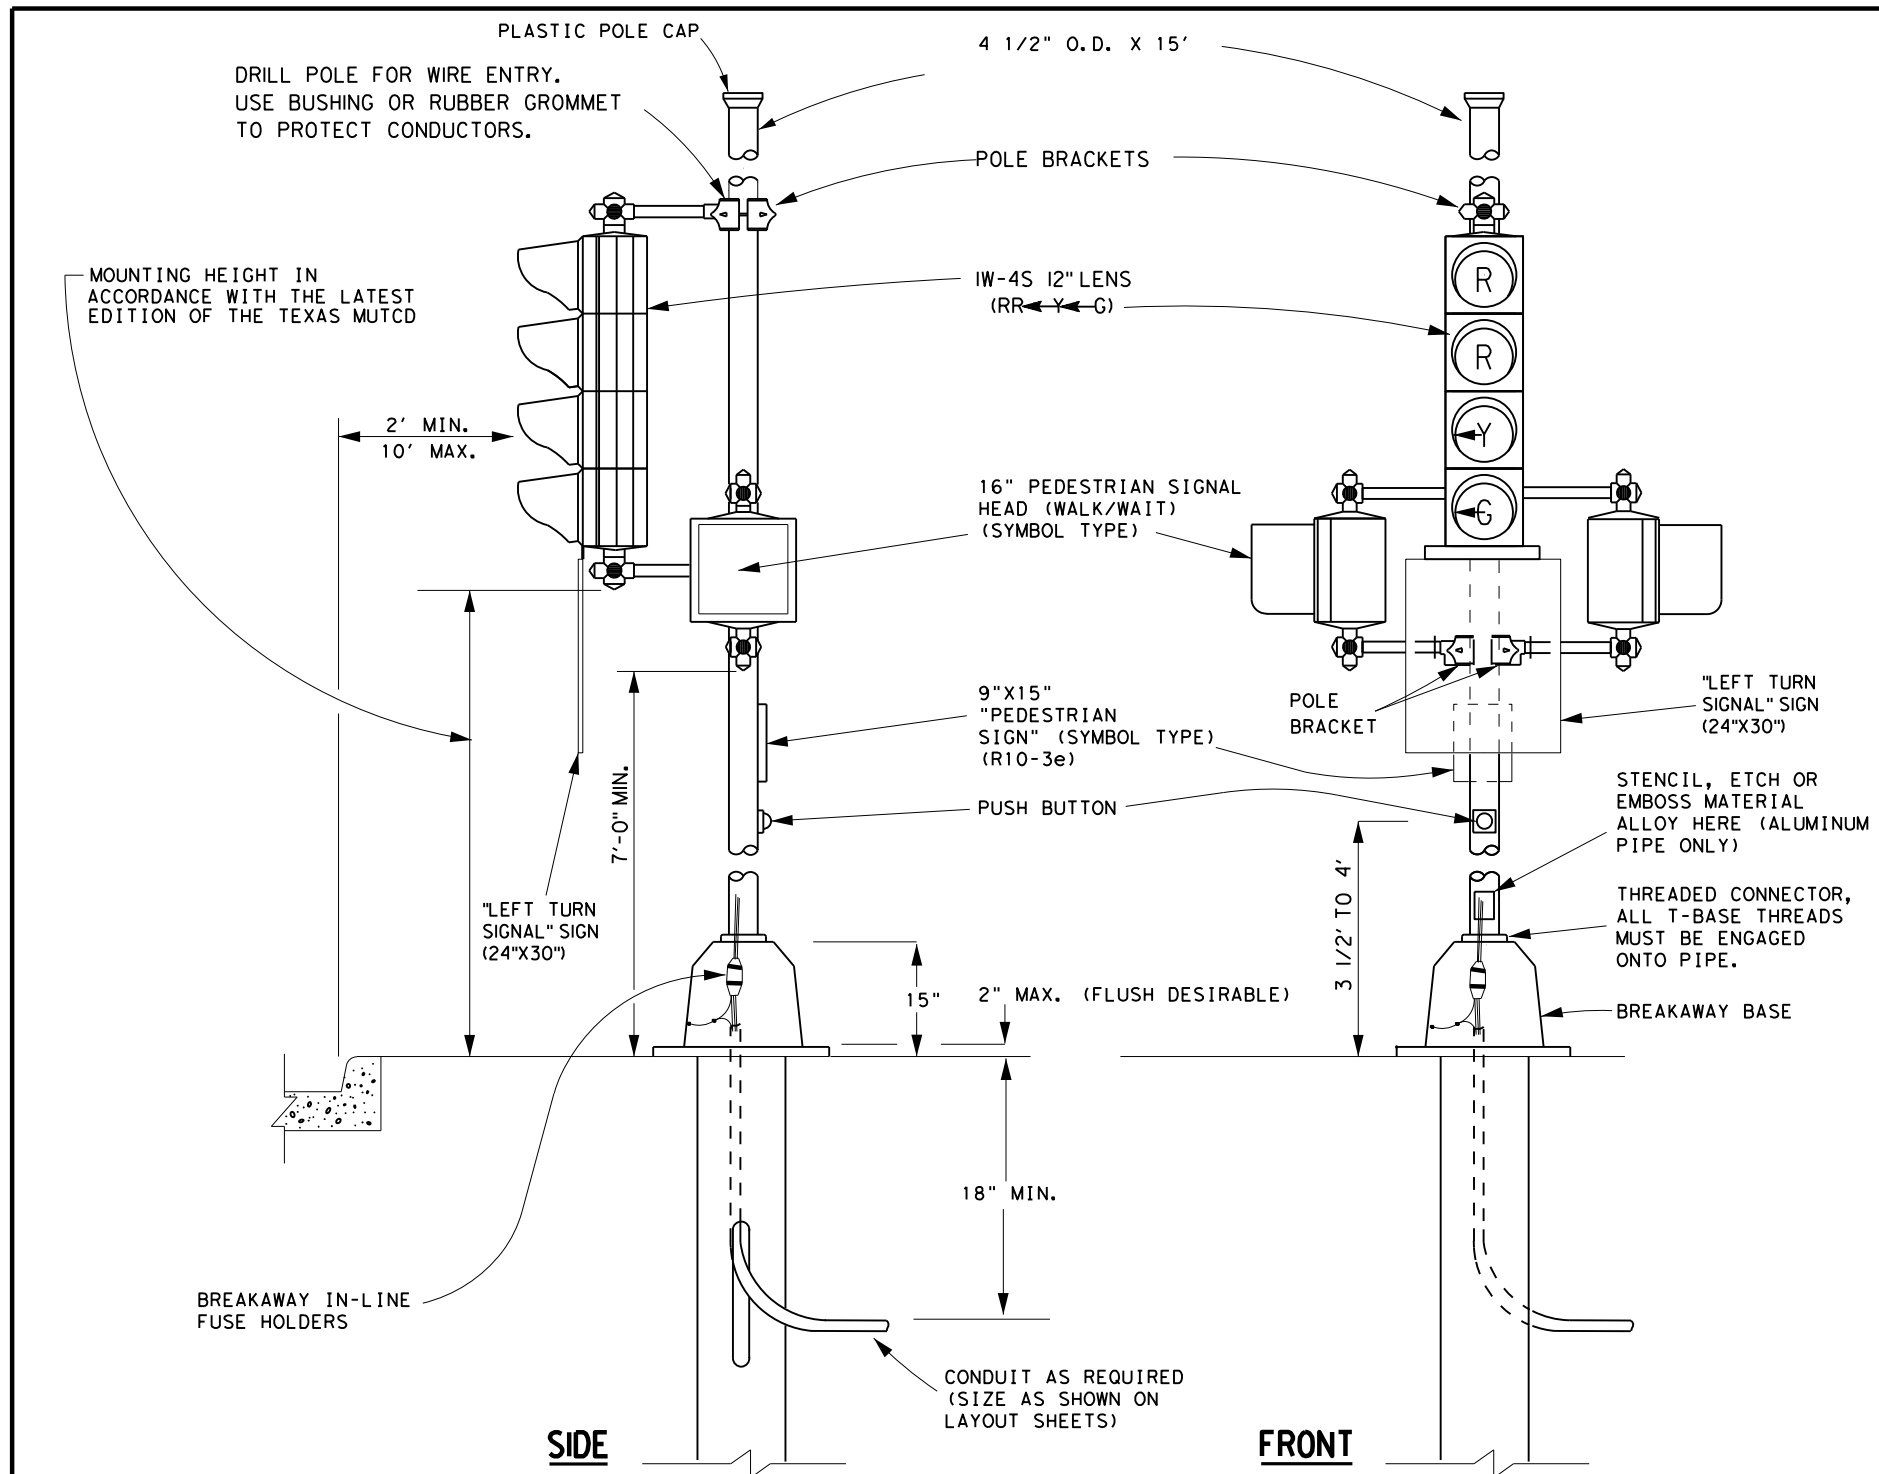 PLASTIC POLE CAP
4 1/2" O.D. X 15'
DRILL POLE FOR WIRE ENTRY.
USE BUSHING OR RUBBER GROMMET
TO PROTECT CONDUCTORS.
POLE BRACKETS
MOUNTING HEIGHT IN
ACCORDANCE WITH THE LATEST
EDITION OF THE TEXAS MUTCD
1W-4S 12" LENS
(RR←Y←G)
R
R
Y
G
2' MIN.
10' MAX.
16" PEDESTRIAN SIGNAL
HEAD (WALK/WAIT)
(SYMBOL TYPE)
9"X15"
"PEDESTRIAN
SIGN" (SYMBOL TYPE)
(R10-3e)
POLE
BRACKET
"LEFT TURN
SIGNAL" SIGN
(24"X30")
PUSH BUTTON
7'-0" MIN.
STENCIL, ETCH OR
EMBOSS MATERIAL
ALLOY HERE (ALUMINUM
PIPE ONLY)
3 1/2' TO 4'
"LEFT TURN
SIGNAL" SIGN
(24"X30")
THREADED CONNECTOR,
ALL T-BASE THREADS
MUST BE ENGAGED
ONTO PIPE.
15"
2" MAX. (FLUSH DESIRABLE)
BREAKAWAY BASE
18" MIN.
BREAKAWAY IN-LINE
FUSE HOLDERS
CONDUIT AS REQUIRED
(SIZE AS SHOWN ON
LAYOUT SHEETS)
SIDE
FRONT